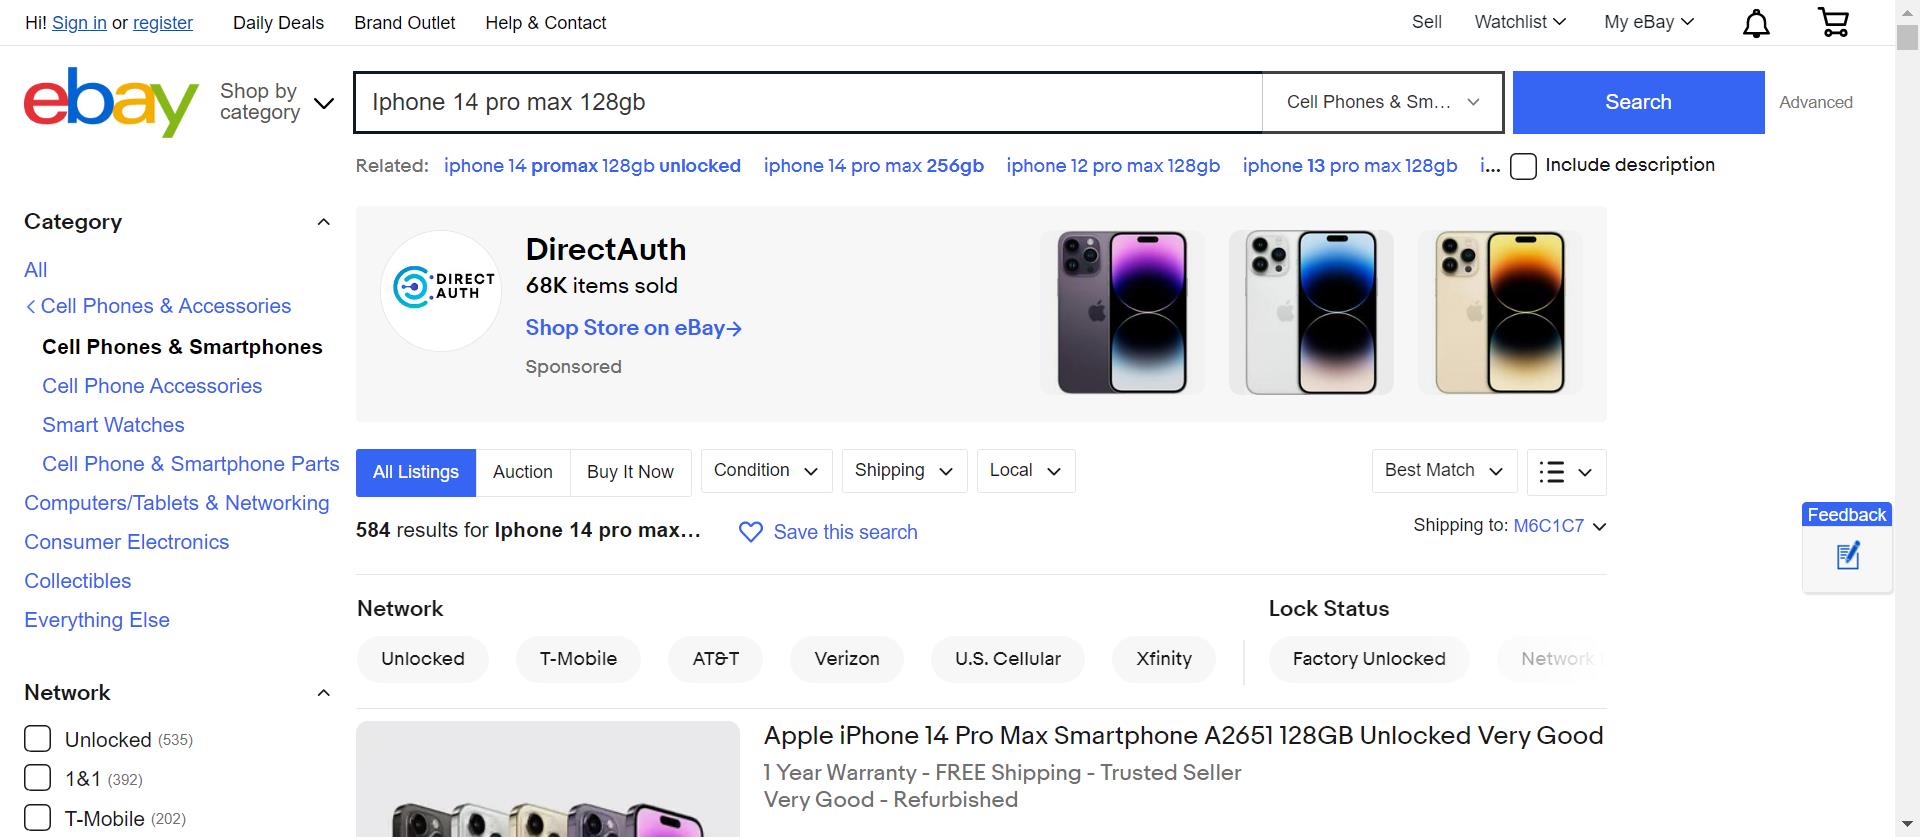 Hi! Sign in or register
Daily Deals
Brand Outlet
Help & Contact
Sell
Watchlist
My eBay
ebay
Shop by
category
Iphone 14 pro max 128gb
Cell Phones & Sm...
Search
Advanced
Related: iphone 14 promax 128gb unlocked iphone 14 pro max 256gb iphone 12 pro max 128gb iphone 13 pro max 128gb i...
Include description
Category
All
Cell Phones & Accessories
Cell Phones & Smartphones
Cell Phone Accessories
Smart Watches
Cell Phone & Smartphone Parts
Computers/Tablets & Networking
Consumer Electronics
Collectibles
Everything Else
Network
Unlocked (535)
1&1 (392)
T-Mobile (202)
DIRECT
AUTH
DirectAuth
68K items sold
Shop Store on eBay
Sponsored
All Listings
Auction
Buy It Now
Condition
Shipping
Local
Best Match
584 results for Iphone 14 pro max...
Save this search
Shipping to: M6C1C7
Network
Unlocked
T-Mobile
AT&T
Verizon
U.S. Cellular
Xfinity
Lock Status
Factory Unlocked
Network
Apple iPhone 14 Pro Max Smartphone A2651 128GB Unlocked Very Good
1 Year Warranty - FREE Shipping - Trusted Seller
Very Good - Refurbished
Feedback